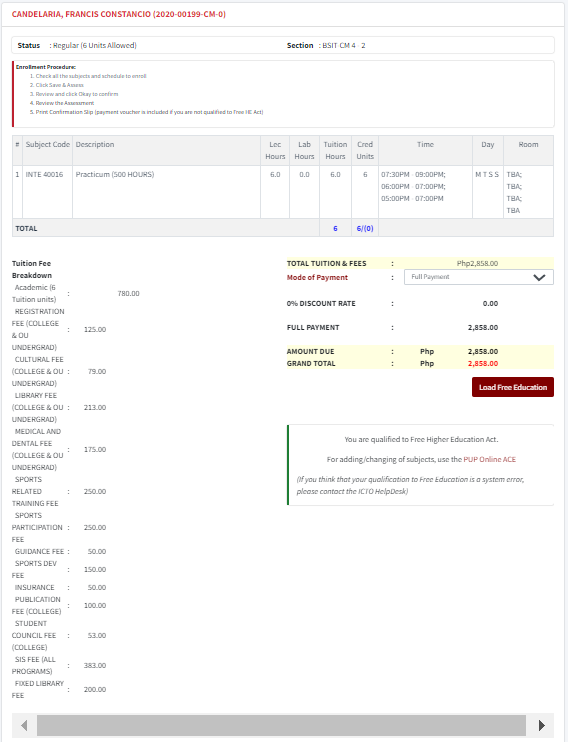 CANDELARIA, FRANCIS CONSTANCIO (2020-00199-CM-0)
Status : Regular (6 Units Allowed) Section : BSIT CM 4 - 2
Enrollment Procedure:
1. Check all the subjects and schedule to enroll
2. Click Save & Assess
3. Review and click Okay to confirm
4. Review the Assessment
5. Print Confirmation Slip (payment voucher is included if you are not qualified to Free HE Act)
# Subject Code Description Lec Hours Lab Hours Tuition Hours Cred Units Time Day Room
1 INTE 40016 Practicum (500 HOURS) 6.0 0.0 6.0 6 07:30PM 09:00PM; M T S S TBA;
06:00PM 07:00PM; TBA;
05:00PM 07:00PM TBA;
TBA
TOTAL 6 6/(0)
Tuition Fee
Breakdown
Academic (6
Tuition units) : 780.00
REGISTRATION
FEE (COLLEGE : 125.00
& OU
UNDERGRAD)
CULTURAL FEE
(COLLEGE & OU : 79.00
UNDERGRAD)
LIBRARY FEE
(COLLEGE & OU : 213.00
UNDERGRAD)
MEDICAL AND
DENTAL FEE : 175.00
(COLLEGE & OU
UNDERGRAD)
SPORTS
RELATED : 250.00
TRAINING FEE
SPORTS
PARTICIPATION : 250.00
FEE
GUIDANCE FEE : 50.00
SPORTS DEV : 150.00
FEE
INSURANCE : 50.00
PUBLICATION : 100.00
FEE (COLLEGE)
STUDENT
COUNCIL FEE : 53.00
(COLLEGE)
SIS FEE (ALL : 383.00
PROGRAMS)
FIXED LIBRARY : 200.00
FEE
TOTAL TUITION & FEES : Php2,858.00
Mode of Payment : Full Payment
0% DISCOUNT RATE : 0.00
FULL PAYMENT : 2,858.00
AMOUNT DUE : Php 2,858.00
GRAND TOTAL : Php 2,858.00
Load Free Education
You are qualified to Free Higher Education Act.
For adding/changing of subjects, use the PUP Online ACE
(If you think that your qualification to Free Education is a system error,
please contact the ICTO HelpDesk)